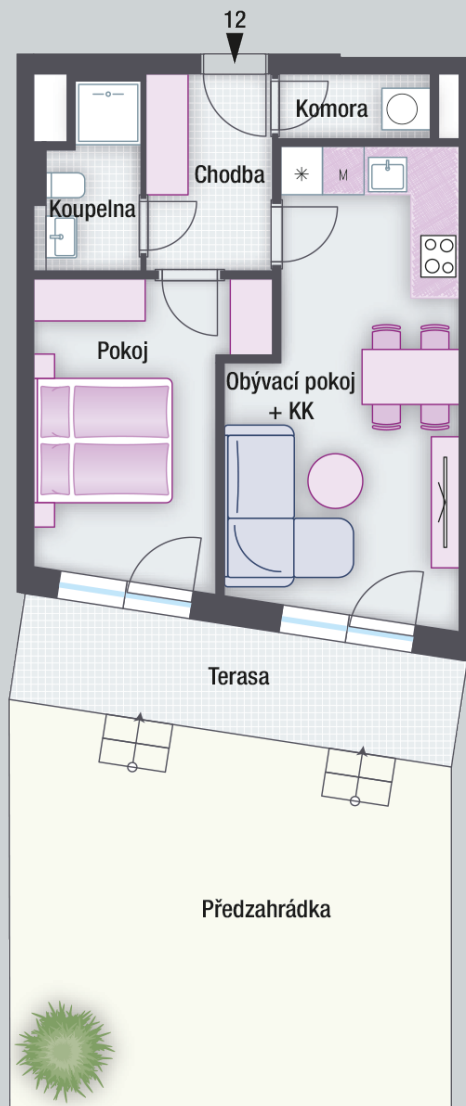 12
Komora
Chodba
Koupelna
M
Pokoj
Obývací pokoj
+ KK
Terasa
Předzahrádka